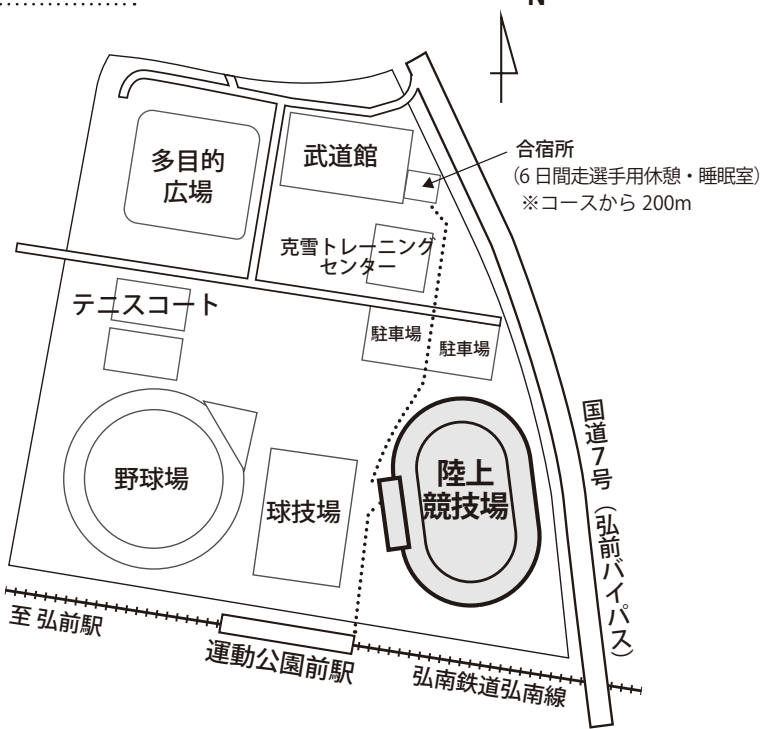 N
合宿所
(6 日間走選手用休憩・睡眠室)
※コースから 200m
武道館
多目的
広場
克雪トレーニング
センター
テニスコート
駐車場
駐車場
国道7号(弘前バイパス)
野球場
球技場
陸上
競技場
至 弘前駅
運動公園前駅
弘南鉄道弘南線